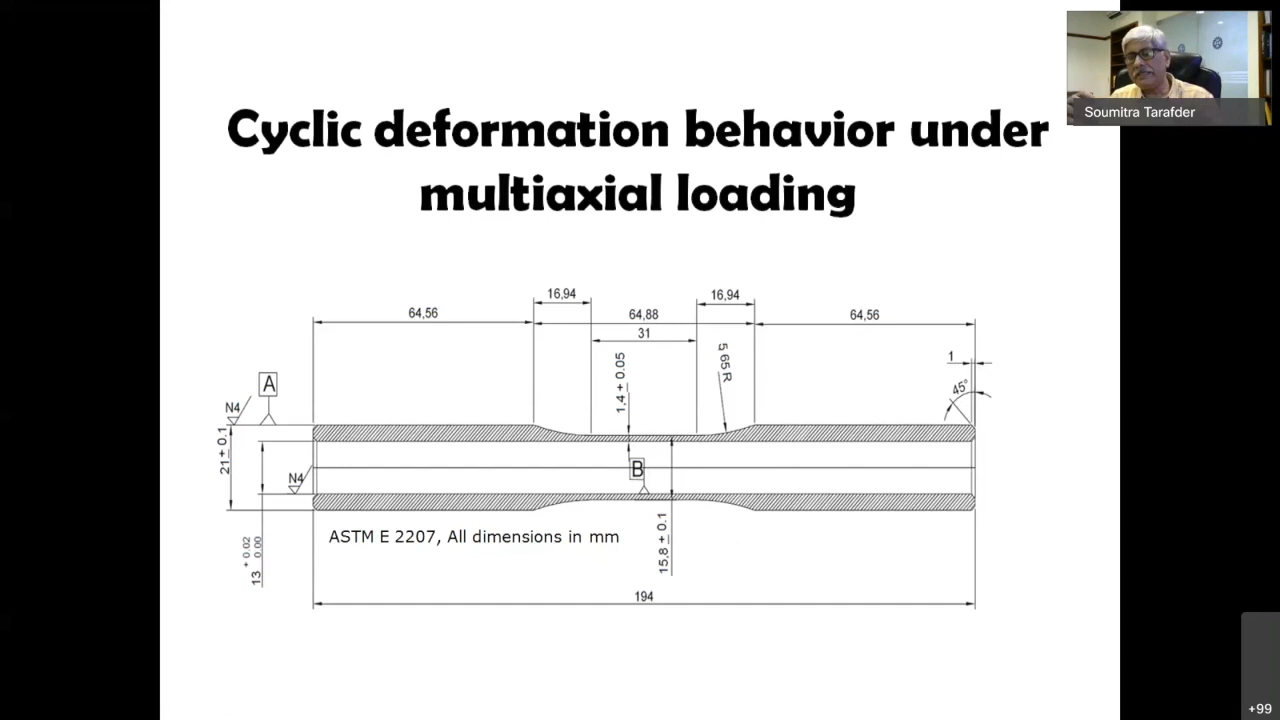 Soumitra Tarafder
Cyclic deformation behavior under
multiaxial loading
16,94
16,94
64,56
64,88
64,56
31
1
1,4 ± 0.05
5.65 R
45°
A
N4
21 ± 0.1
N4
B
ASTM E 2207, All dimensions in mm
+ 0.02
0.00
13
15,8 ± 0.1
194
+99